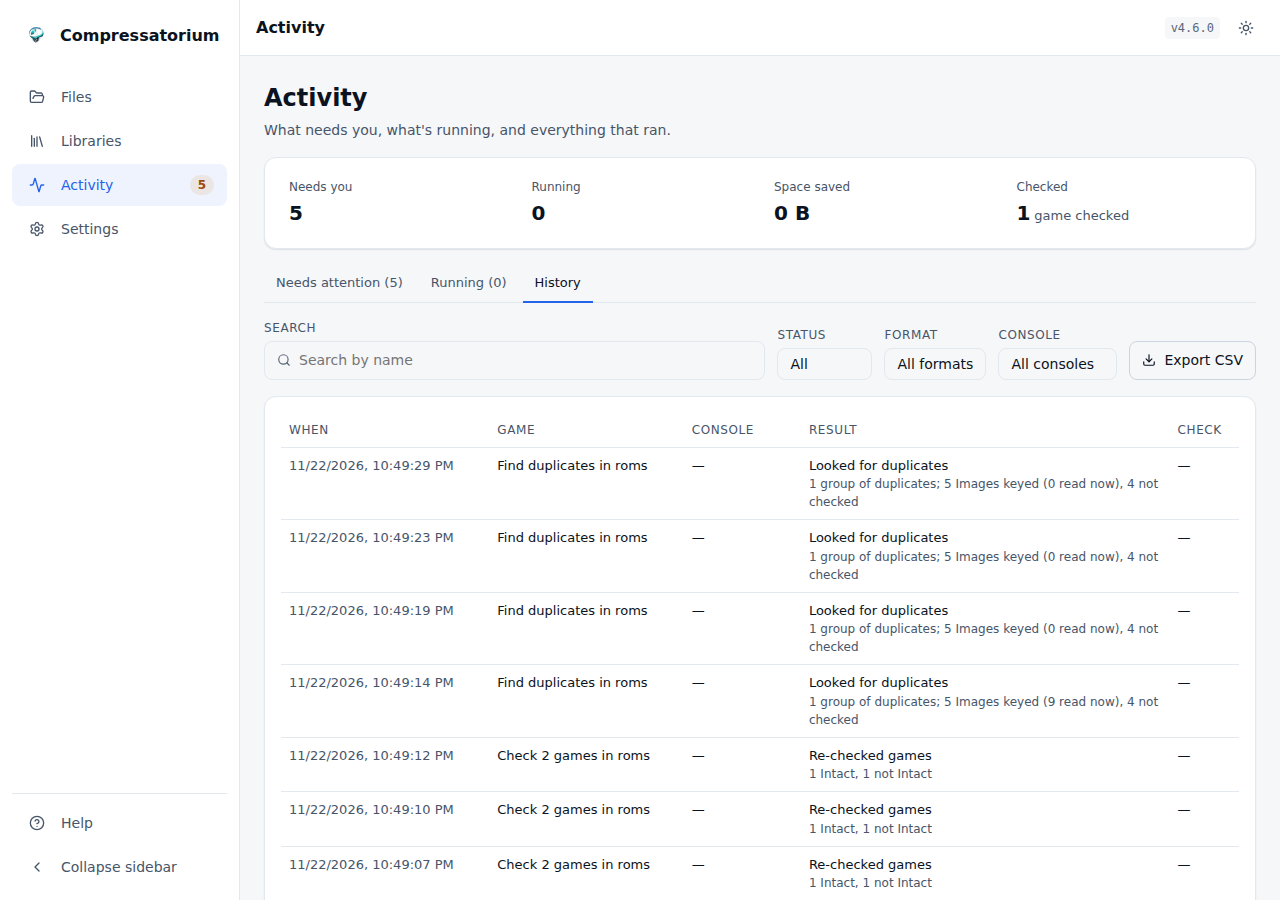 Compressatorium
Files
Libraries
Activity
5
Settings
Help
Collapse sidebar
Activity
v4.6.0
Activity
What needs you, what's running, and everything that ran.
Needs you
5
Running
0
Space saved
0 B
Checked
1 game checked
Needs attention (5)
Running (0)
History
SEARCH
Search by name
STATUS
All
FORMAT
All formats
CONSOLE
All consoles
Export CSV
WHEN GAME CONSOLE RESULT CHECK
11/22/2026, 10:49:29 PM Find duplicates in roms — Looked for duplicates —
1 group of duplicates; 5 Images keyed (0 read now), 4 not
checked
11/22/2026, 10:49:23 PM Find duplicates in roms — Looked for duplicates —
1 group of duplicates; 5 Images keyed (0 read now), 4 not
checked
11/22/2026, 10:49:19 PM Find duplicates in roms — Looked for duplicates —
1 group of duplicates; 5 Images keyed (0 read now), 4 not
checked
11/22/2026, 10:49:14 PM Find duplicates in roms — Looked for duplicates —
1 group of duplicates; 5 Images keyed (9 read now), 4 not
checked
11/22/2026, 10:49:12 PM Check 2 games in roms — Re-checked games —
1 Intact, 1 not Intact
11/22/2026, 10:49:10 PM Check 2 games in roms — Re-checked games —
1 Intact, 1 not Intact
11/22/2026, 10:49:07 PM Check 2 games in roms — Re-checked games —
1 Intact, 1 not Intact